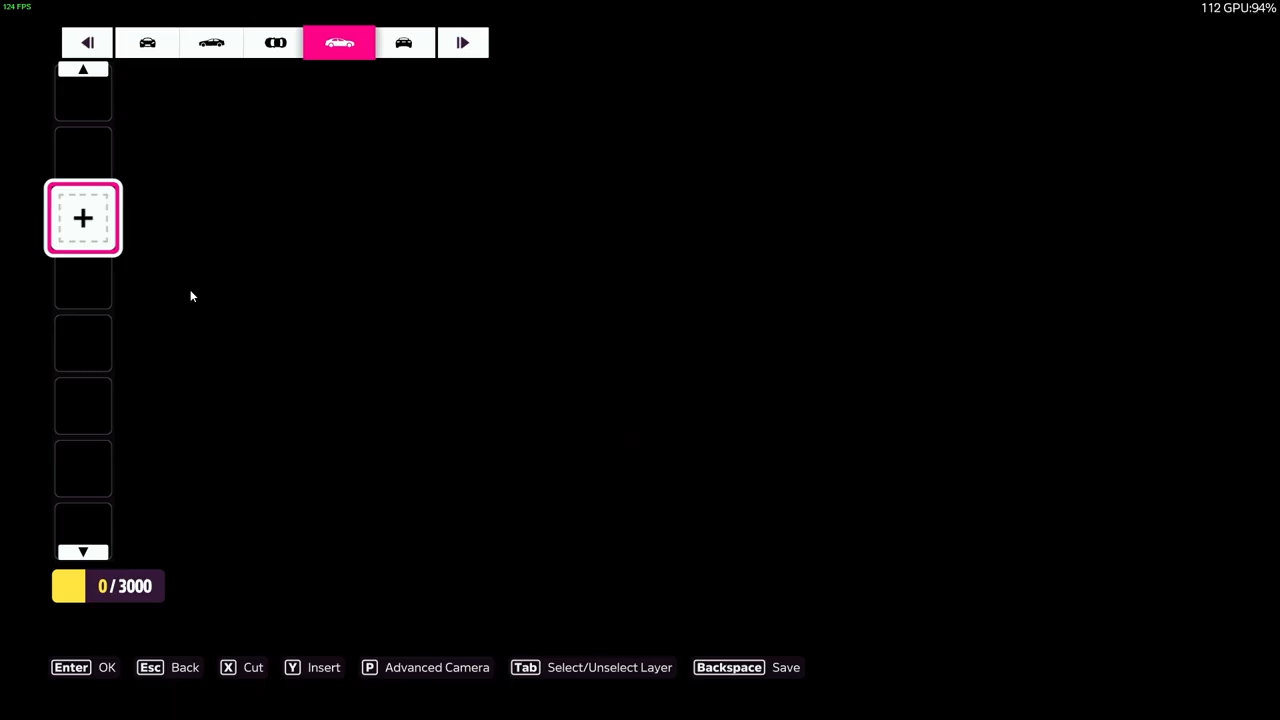 124 FPS
112 GPU:94%
0 / 3000
Enter OK Esc Back X Cut Y Insert P Advanced Camera Tab Select/Unselect Layer Backspace Save